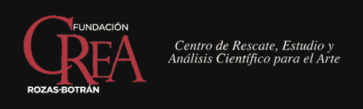 FUNDACIÓN
CREA
ROZAS-BOTRÁN
Centro de Rescate, Estudio y
Análisis Científico para el Arte